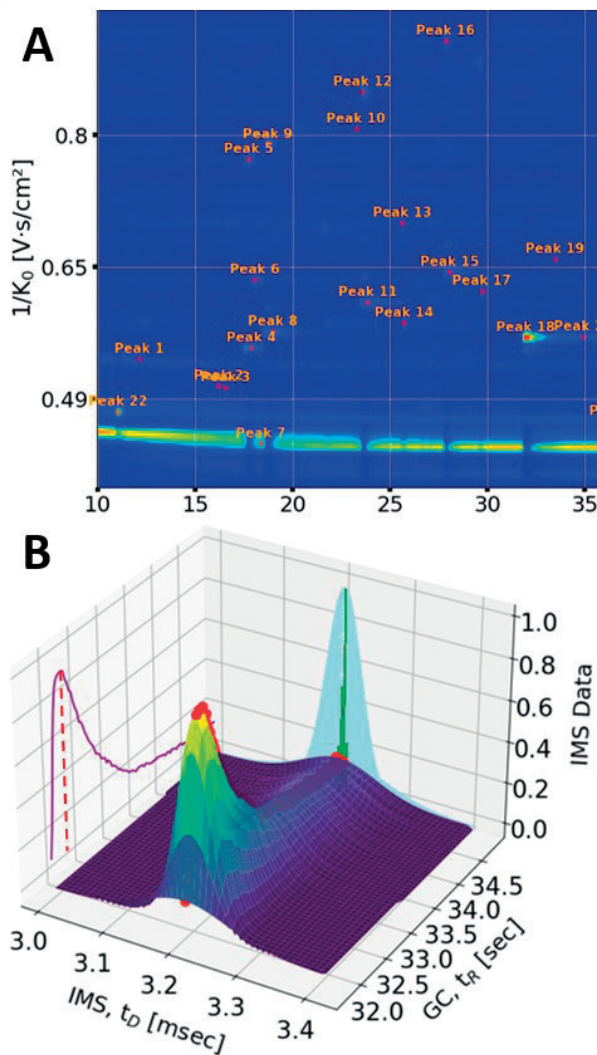 A
Peak 16
Peak 12
Peak 10
0.8
Peak 9
Peak 5
Peak 13
1/K₀ [V·s/cm²]
0.65
Peak 19
Peak 15
Peak 6
Peak 17
Peak 11
Peak 14
Peak 18
Peak 8
Peak 4
Peak 1
Peak 2
0.49
Peak 22
Peak 7
10
15
20
25
30
35
B
1.0
0.8
0.6
0.4
0.2
0.0
IMS Data
3.0
3.1
3.2
3.3
3.4
IMS, t_D [msec]
34.5
34.0
33.5
33.0
32.5
32.0
GC, t_R [sec]